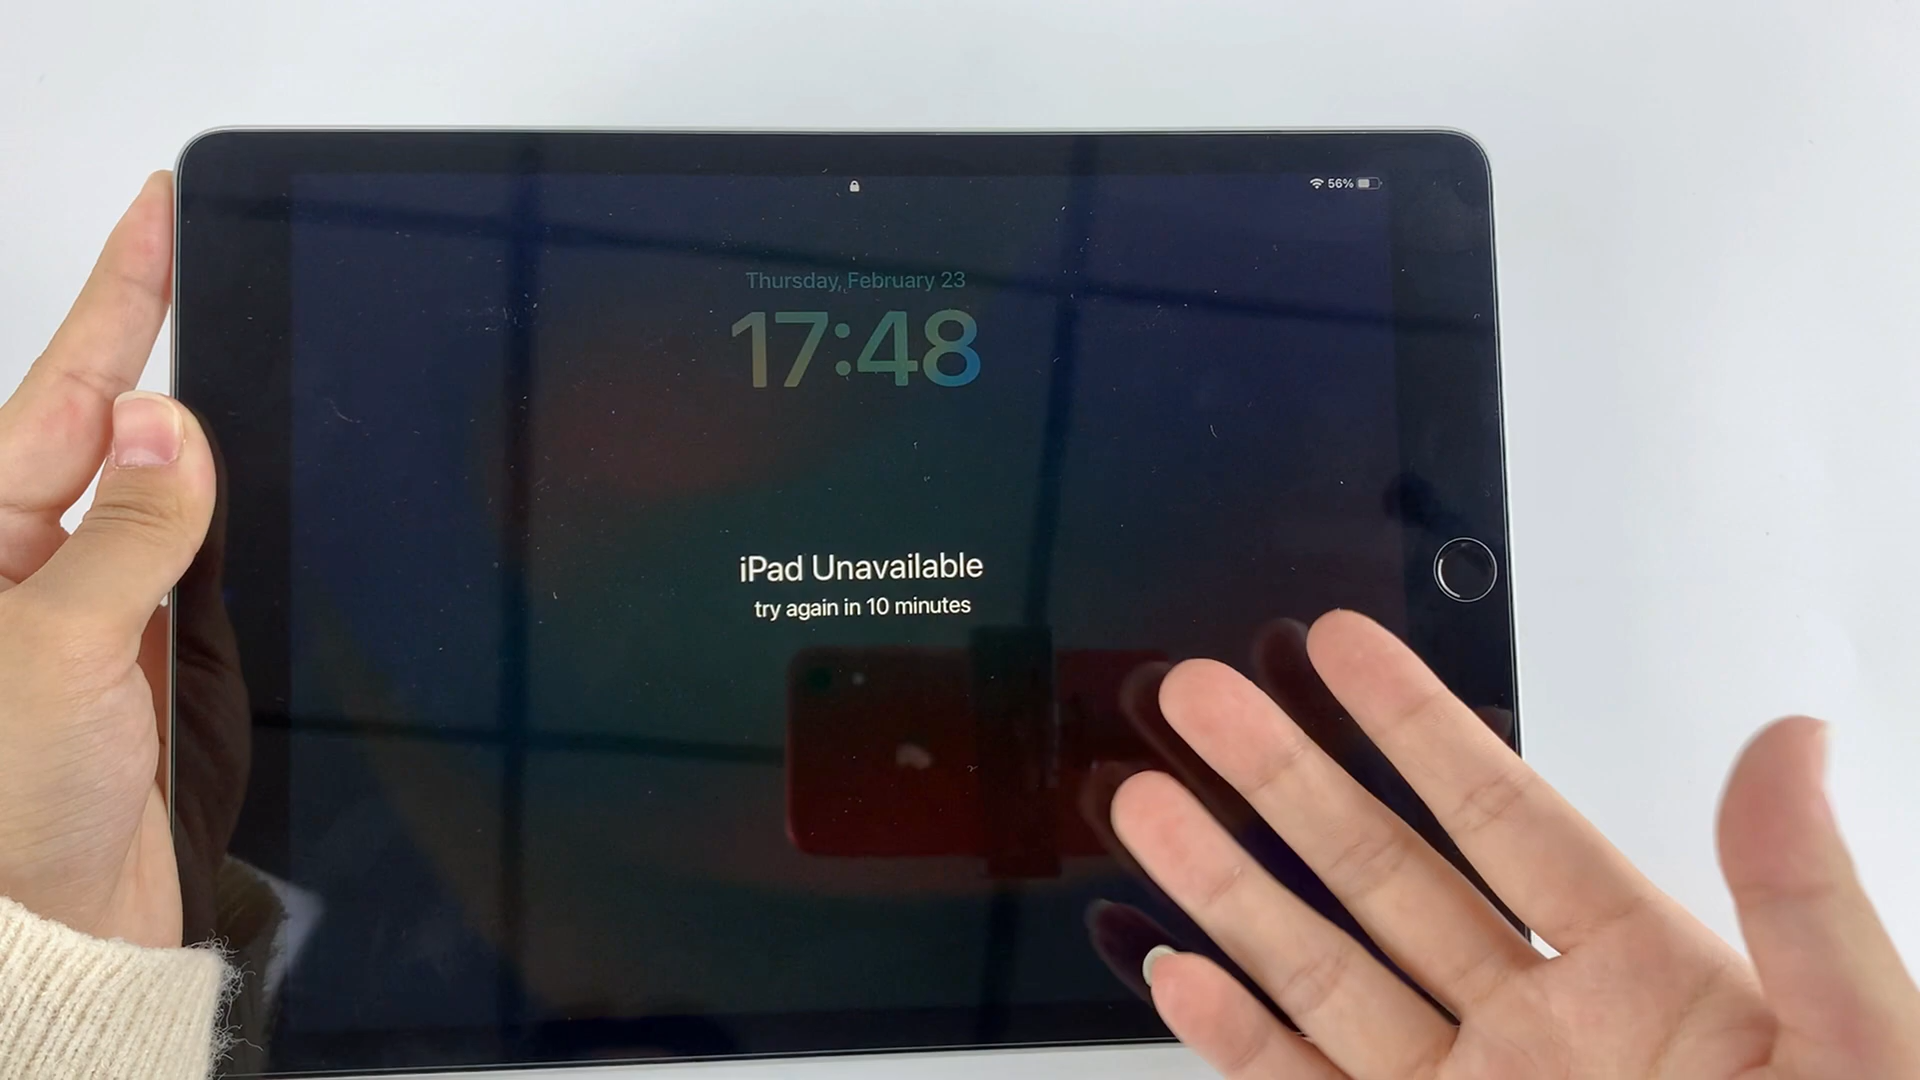 56%
Thursday, February 23
17:48
iPad Unavailable
try again in 10 minutes